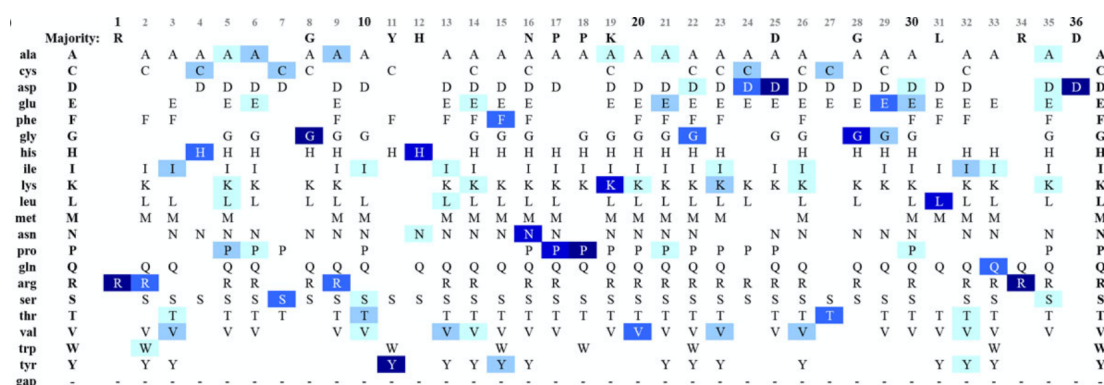 1 2 3 4 5 6 7 8 9 10 11 12 13 14 15 16 17 18 19 20 21 22 23 24 25 26 27 28 29 30 31 32 33 34 35 36
Majority: R G Y H N P P K D G L R D
ala A A A A A A A A A A A A A A A A A A A A A A A A A A A A A
cys C C C C C C C C C C C C C C C
asp D D D D D D D D D D D D D D D D D D D D D D D D D D D
glu E E E E E E E E E E E E E E E E E E E E E E E E
phe F F F F F F F F F F F F F F F F F
gly G G G G G G G G G G G G G G G G G G G G G
his H H H H H H H H H H H H H H H H H H H H H H H H H H H H
ile I I I I I I I I I I I I I I I I I I I I I I I I I I I
lys K K K K K K K K K K K K K K K K K K K K K K K K K K
leu L L L L L L L L L L L L L L L L L L L L L L L L L L L
met M M M M M M M M M M M M M M M M M M M
asn N N N N N N N N N N N N N N N N N N N N N N N N
pro P P P P P P P P P P P P P P P P P
gln Q Q Q Q Q Q Q Q Q Q Q Q Q Q Q Q Q Q Q Q Q Q Q Q Q Q Q Q Q Q
arg R R R R R R R R R R R R R R R R R R R R R R R
ser S S S S S S S S S S S S S S S S S S S S S S S S S S S S S S S
thr T T T T T T T T T T T T T T T T T T T T T T T T T
val V V V V V V V V V V V V V V V V V V V V V V V V
trp W W W W W W W
tyr Y Y Y Y Y Y Y Y Y Y Y Y Y Y Y Y
gap - - - - - - - - - - - - - - - - - - - - - - - - - - - - - - - - - - - - - -